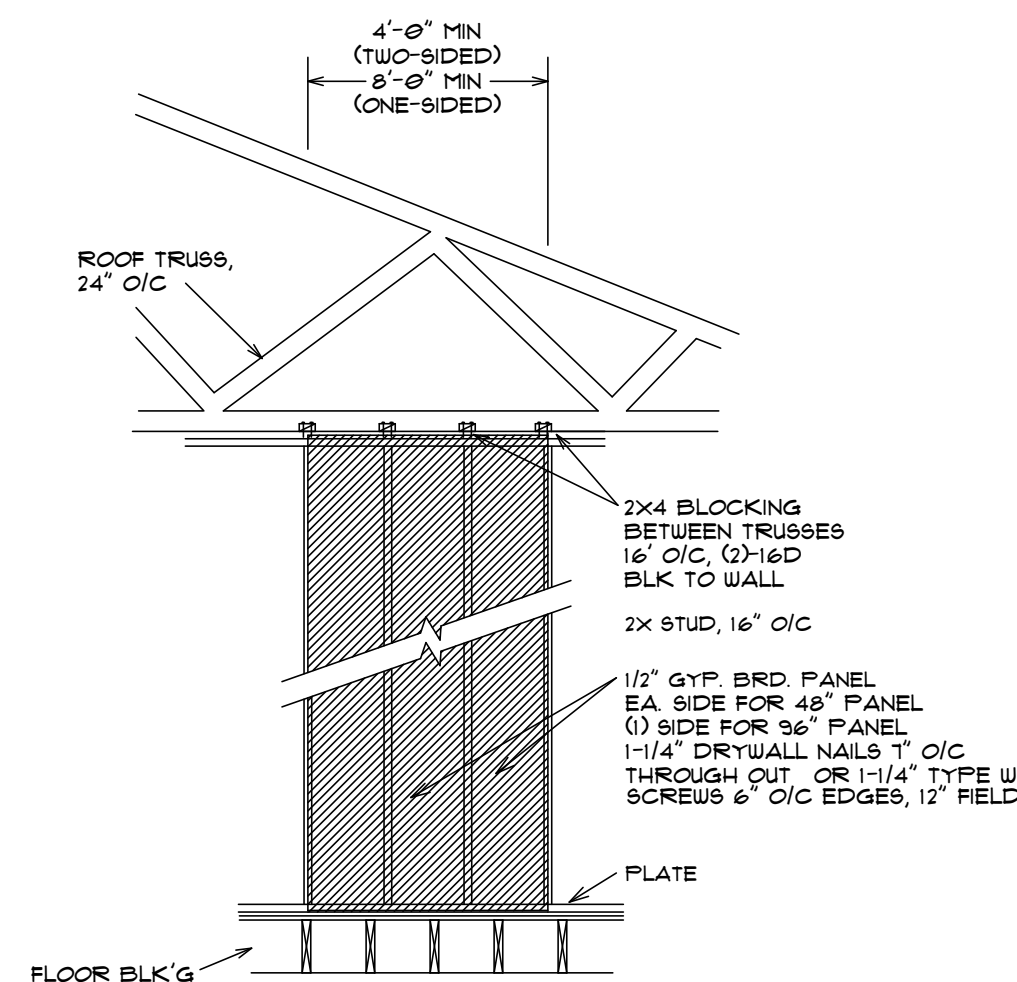 4'-0" MIN
(TWO-SIDED)
8'-0" MIN
(ONE-SIDED)
ROOF TRUSS,
24" O/C
2X4 BLOCKING
BETWEEN TRUSSES
16' O/C, (2)-16D
BLK TO WALL
2X STUD, 16" O/C
1/2" GYP. BRD. PANEL
EA. SIDE FOR 48" PANEL
(1) SIDE FOR 96" PANEL
1-1/4" DRYWALL NAILS 7" O/C
THROUGH OUT OR 1-1/4" TYPE W
SCREWS 6" O/C EDGES, 12" FIELD
PLATE
FLOOR BLK'G